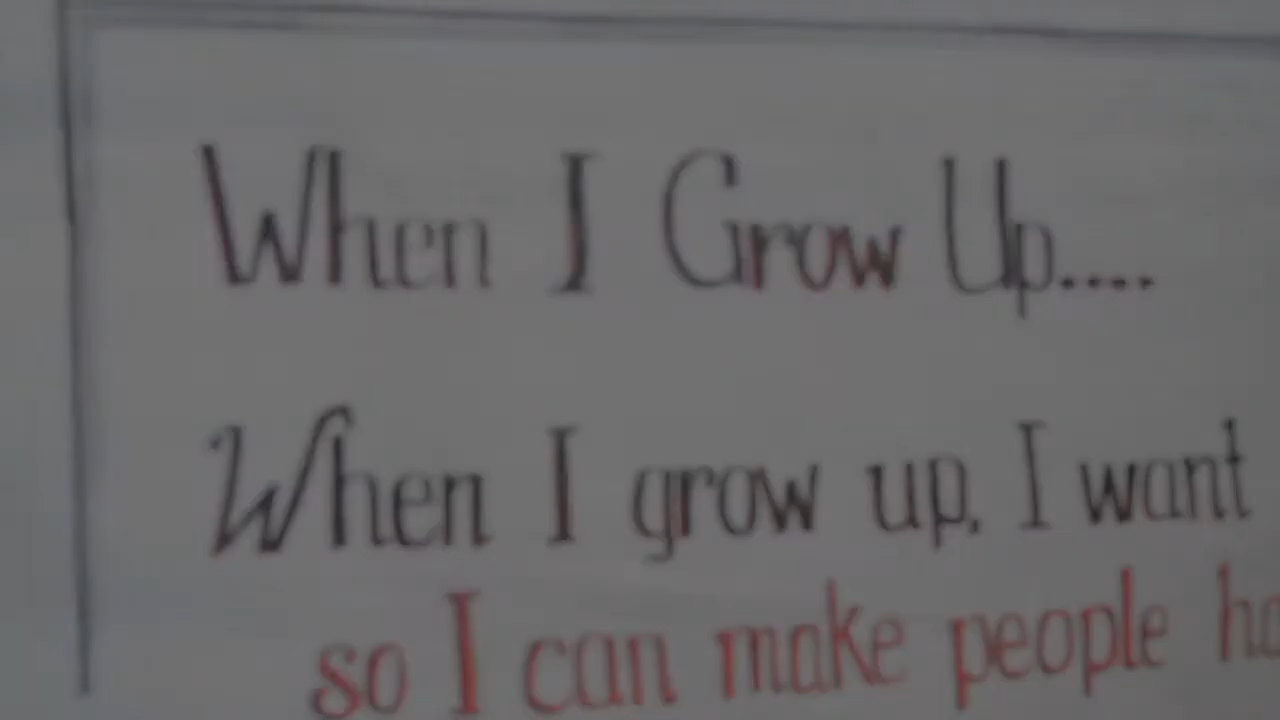 When I Grow Up....
When I grow up, I want
so I can make people